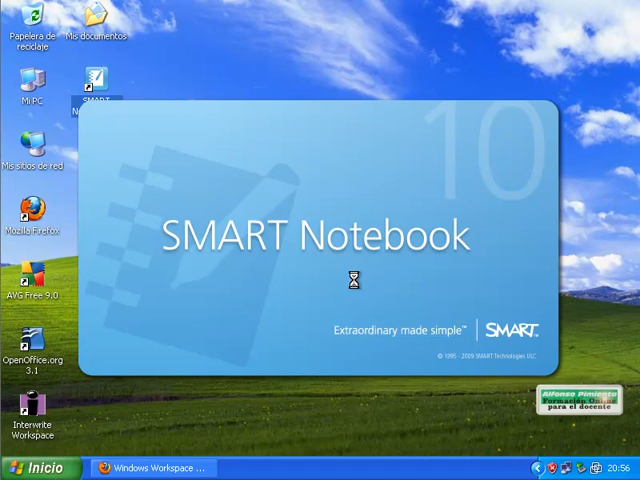 Papelera de
reciclaje
Mis documentos
Mi PC
SMART
Mis sitios de red
Mozilla Firefox
AVG Free 9.0
OpenOffice.org
3.1
Interwrite
Workspace
10
SMART Notebook
Extraordinary made simple™
SMART
© 1995 - 2009 SMART Technologies ULC
Alfonso Pimiento
Formación Online
para el docente
Inicio
Windows Workspace ...
20:56